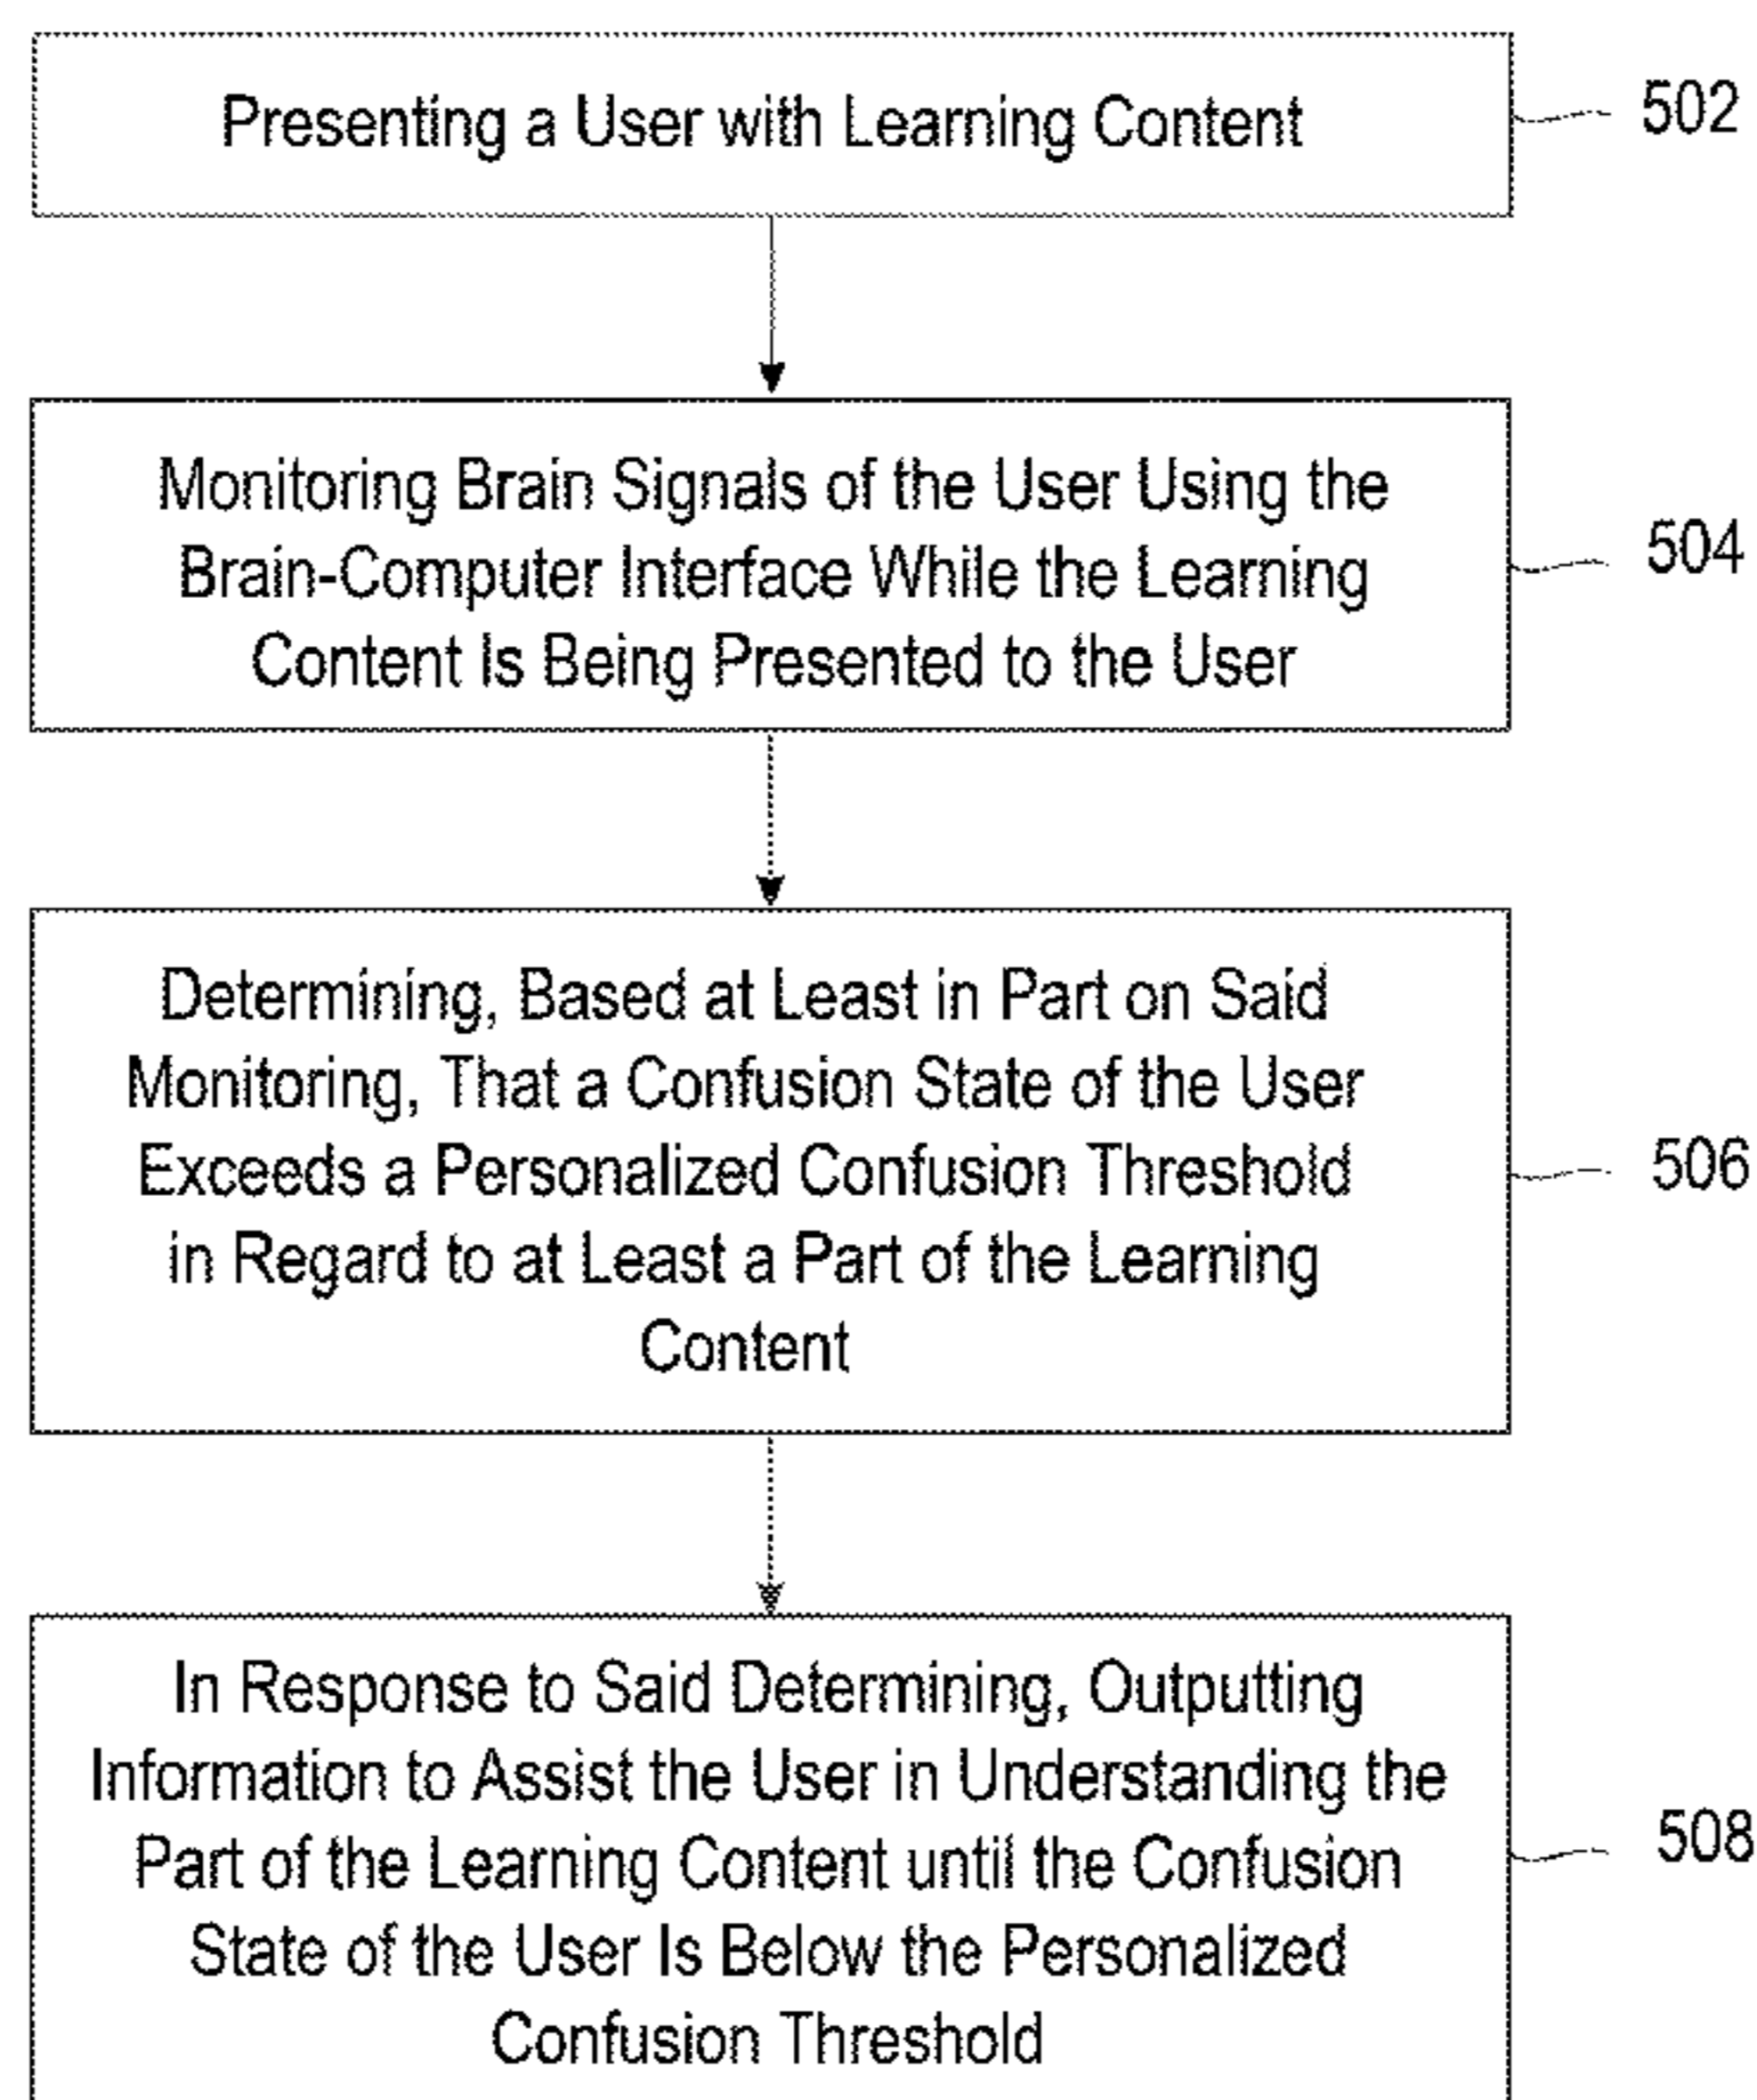 Presenting a User with Learning Content
502
Monitoring Brain Signals of the User Using the
Brain-Computer Interface While the Learning
Content Is Being Presented to the User
504
Determining, Based at Least in Part on Said
Monitoring, That a Confusion State of the User
Exceeds a Personalized Confusion Threshold
in Regard to at Least a Part of the Learning
Content
506
In Response to Said Determining, Outputting
Information to Assist the User in Understanding the
Part of the Learning Content until the Confusion
State of the User Is Below the Personalized
Confusion Threshold
508